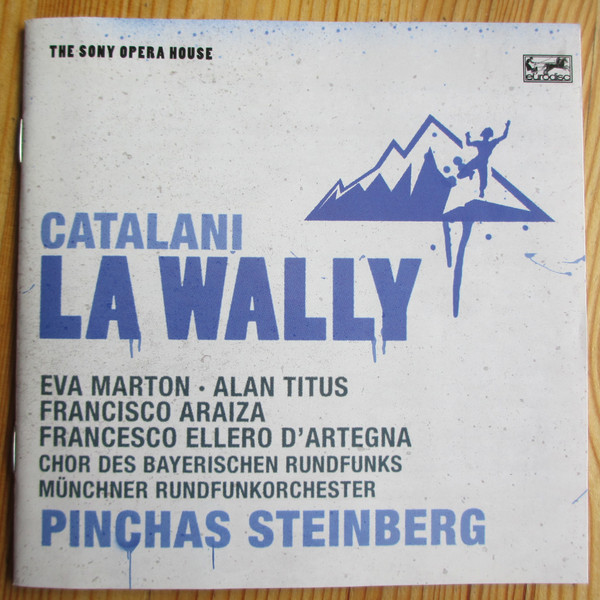 THE SONY OPERA HOUSE
eurodisc
CATALANI
LA WALLY
EVA MARTON · ALAN TITUS
FRANCISCO ARAIZA
FRANCESCO ELLERO D'ARTEGNA
CHOR DES BAYERISCHEN RUNDFUNKS
MÜNCHNER RUNDFUNKORCHESTER
PINCHAS STEINBERG